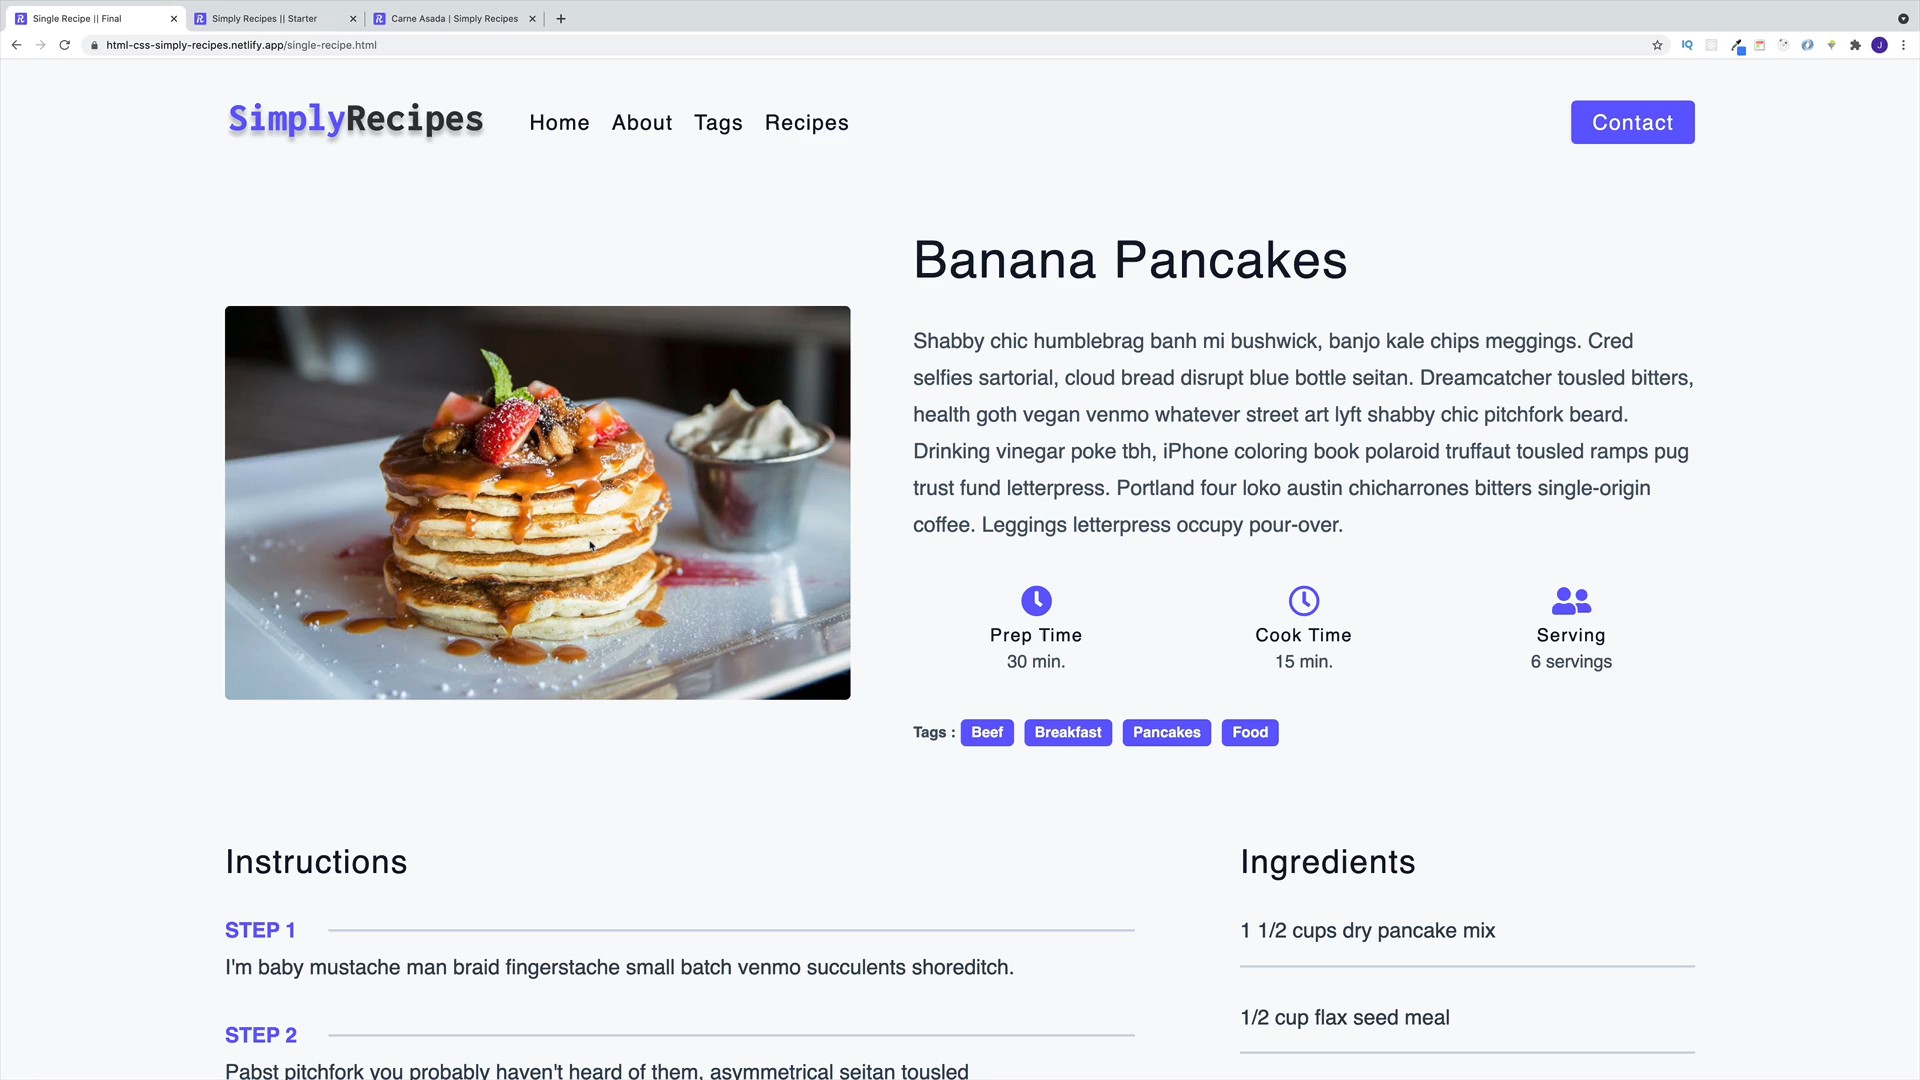 Single Recipe || Final
Simply Recipes || Starter
Carne Asada | Simply Recipes
html-css-simply-recipes.netlify.app/single-recipe.html
IQ
J
SimplyRecipes
Home
About
Tags
Recipes
Contact
Banana Pancakes
Shabby chic humblebrag banh mi bushwick, banjo kale chips meggings. Cred
selfies sartorial, cloud bread disrupt blue bottle seitan. Dreamcatcher tousled bitters,
health goth vegan venmo whatever street art lyft shabby chic pitchfork beard.
Drinking vinegar poke tbh, iPhone coloring book polaroid truffaut tousled ramps pug
trust fund letterpress. Portland four loko austin chicharrones bitters single-origin
coffee. Leggings letterpress occupy pour-over.
Prep Time
30 min.
Cook Time
15 min.
Serving
6 servings
Tags : Beef Breakfast Pancakes Food
Instructions
STEP 1
I'm baby mustache man braid fingerstache small batch venmo succulents shoreditch.
STEP 2
Pabst pitchfork you probably haven't heard of them, asymmetrical seitan tousled
Ingredients
1 1/2 cups dry pancake mix
1/2 cup flax seed meal